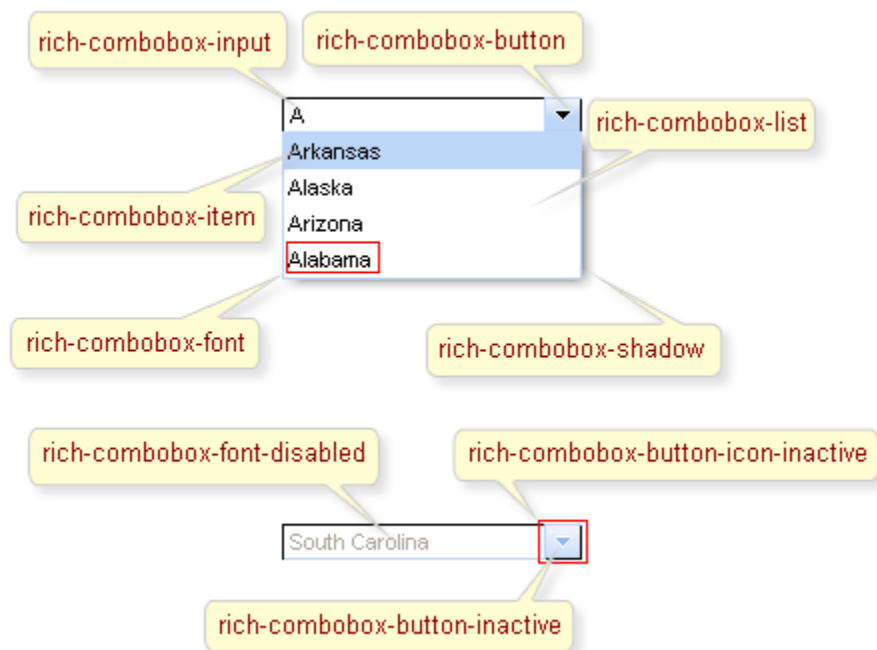 rich-combobox-input
rich-combobox-button
A
rich-combobox-list
Arkansas
Alaska
rich-combobox-item
Arizona
Alabama
rich-combobox-font
rich-combobox-shadow
rich-combobox-font-disabled
rich-combobox-button-icon-inactive
South Carolina
rich-combobox-button-inactive